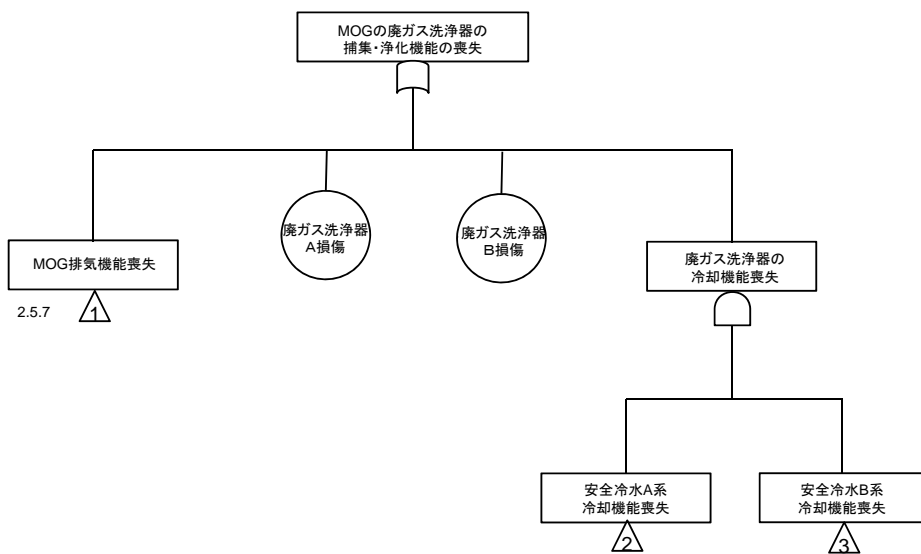 MOGの廃ガス洗浄器の
捕集・浄化機能の喪失
廃ガス洗浄器
A損傷
廃ガス洗浄器
B損傷
MOG排気機能喪失
廃ガス洗浄器の
冷却機能喪失
2.5.7
1
安全冷水A系
冷却機能喪失
安全冷水B系
冷却機能喪失
2
3